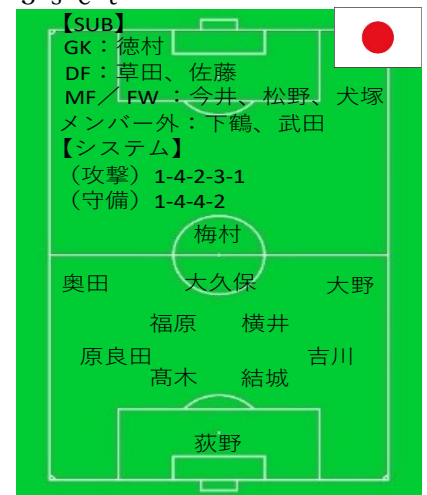 【SUB】
GK：徳村
DF：草田、佐藤
MF／FW：今井、松野、犬塚
メンバー外：下鶴、武田
【システム】
（攻撃）1-4-2-3-1
（守備）1-4-4-2
梅村
奥田 大久保 大野
福原 横井
原良田 吉川
髙木 結城
荻野